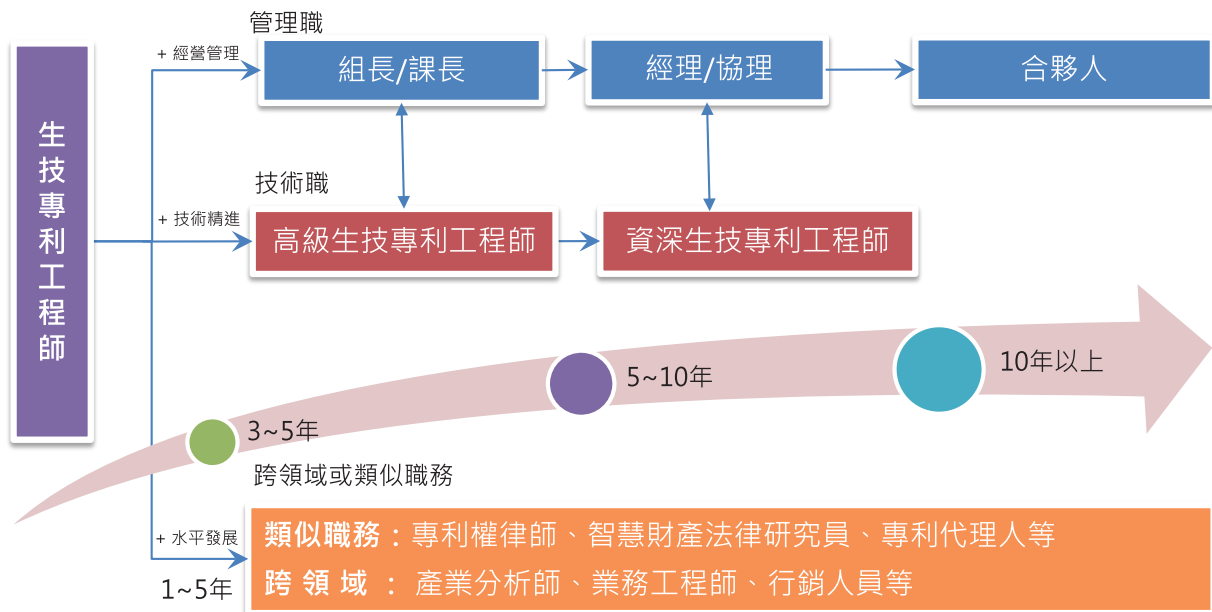 生技專利工程師
管理職
+ 經營管理
組長/課長
經理/協理
合夥人
技術職
+ 技術精進
高級生技專利工程師
資深生技專利工程師
3~5年
5~10年
10年以上
跨領域或類似職務
+ 水平發展
1~5年
類似職務：專利權律師、智慧財產法律研究員、專利代理人等
跨 領 域 ： 產業分析師、業務工程師、行銷人員等